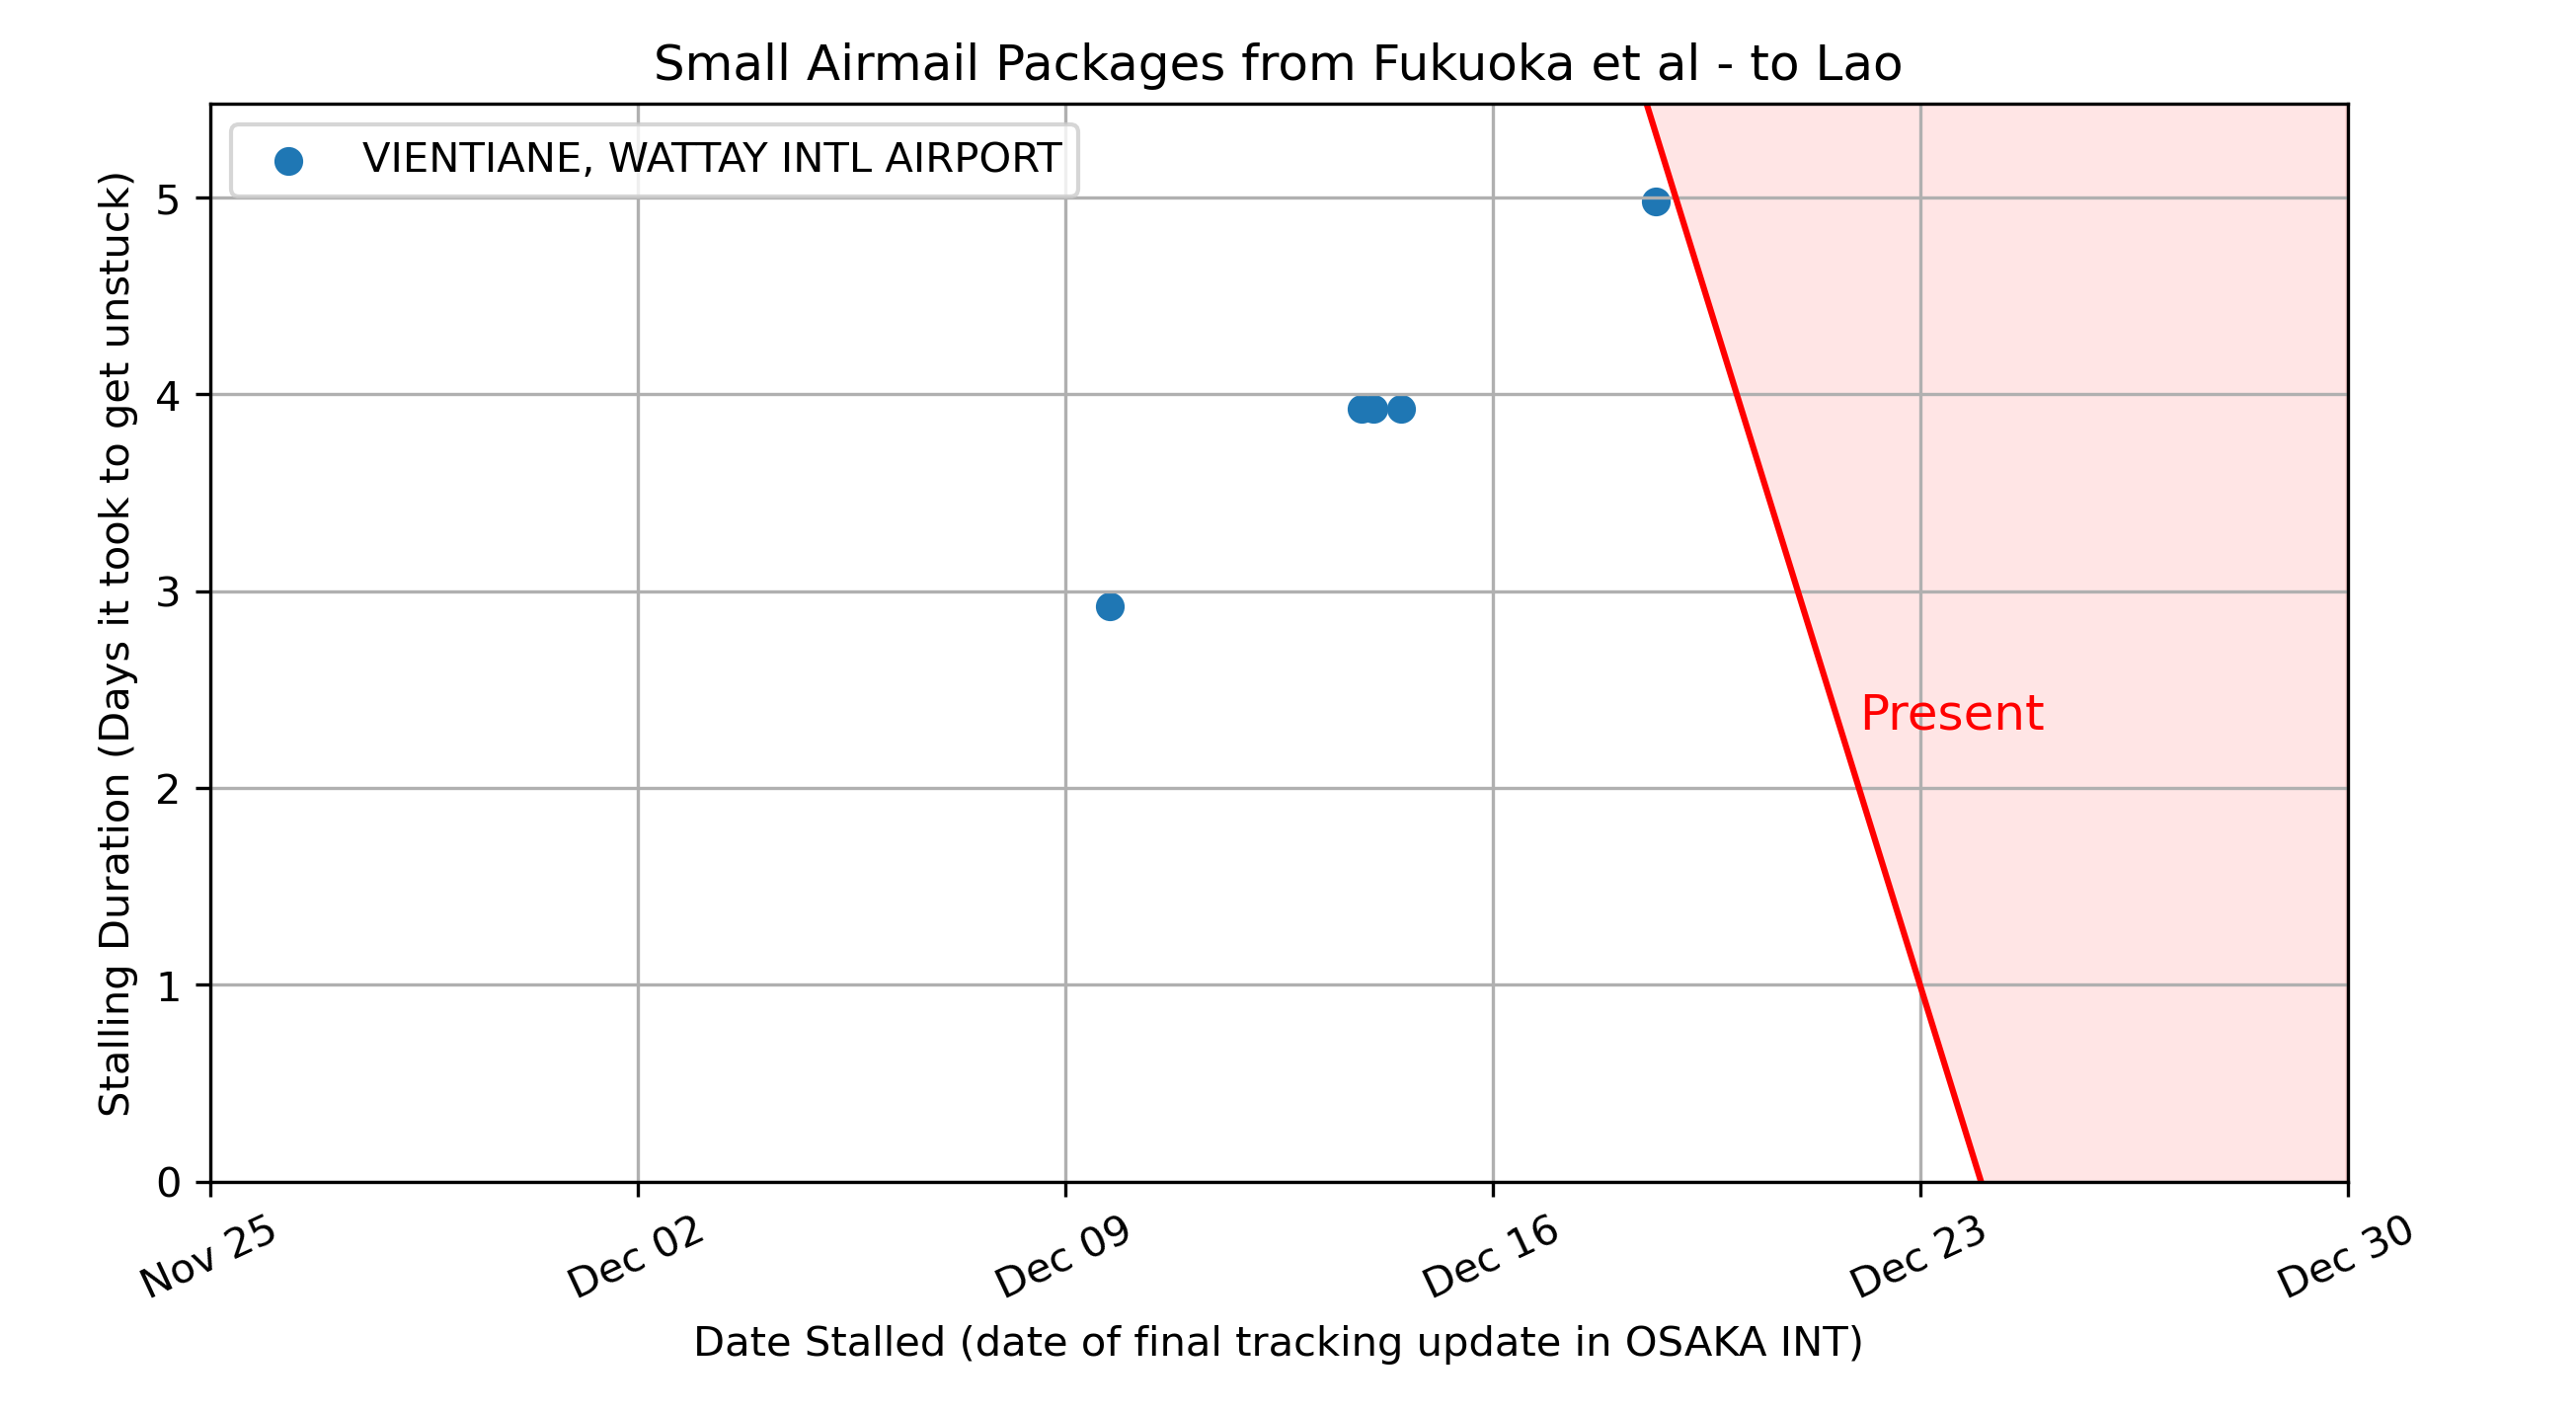 Small Airmail Packages from Fukuoka et al - to Lao
VIENTIANE, WATTAY INTL AIRPORT
Stalling Duration (Days it took to get unstuck)
5
4
3
2
1
0
Present
Nov 25
Dec 02
Dec 09
Dec 16
Dec 23
Dec 30
Date Stalled (date of final tracking update in OSAKA INT)